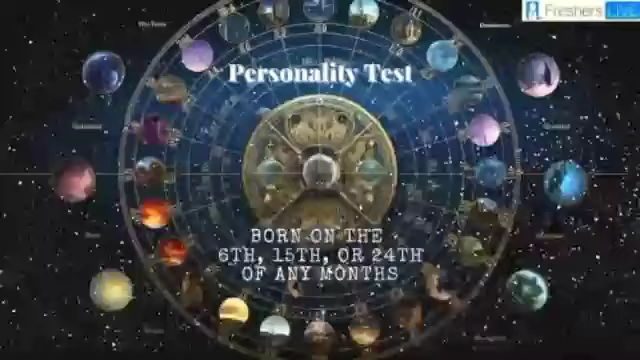 Freshers LIVE
Personality Test
BORN ON THE
6TH, 15TH, OR 24TH
OF ANY MONTHS